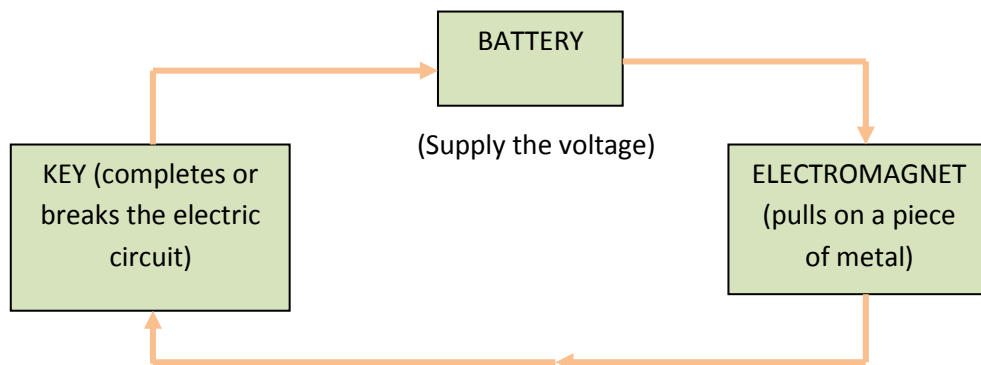 BATTERY
(Supply the voltage)
KEY (completes or
breaks the electric
circuit)
ELECTROMAGNET
(pulls on a piece
of metal)